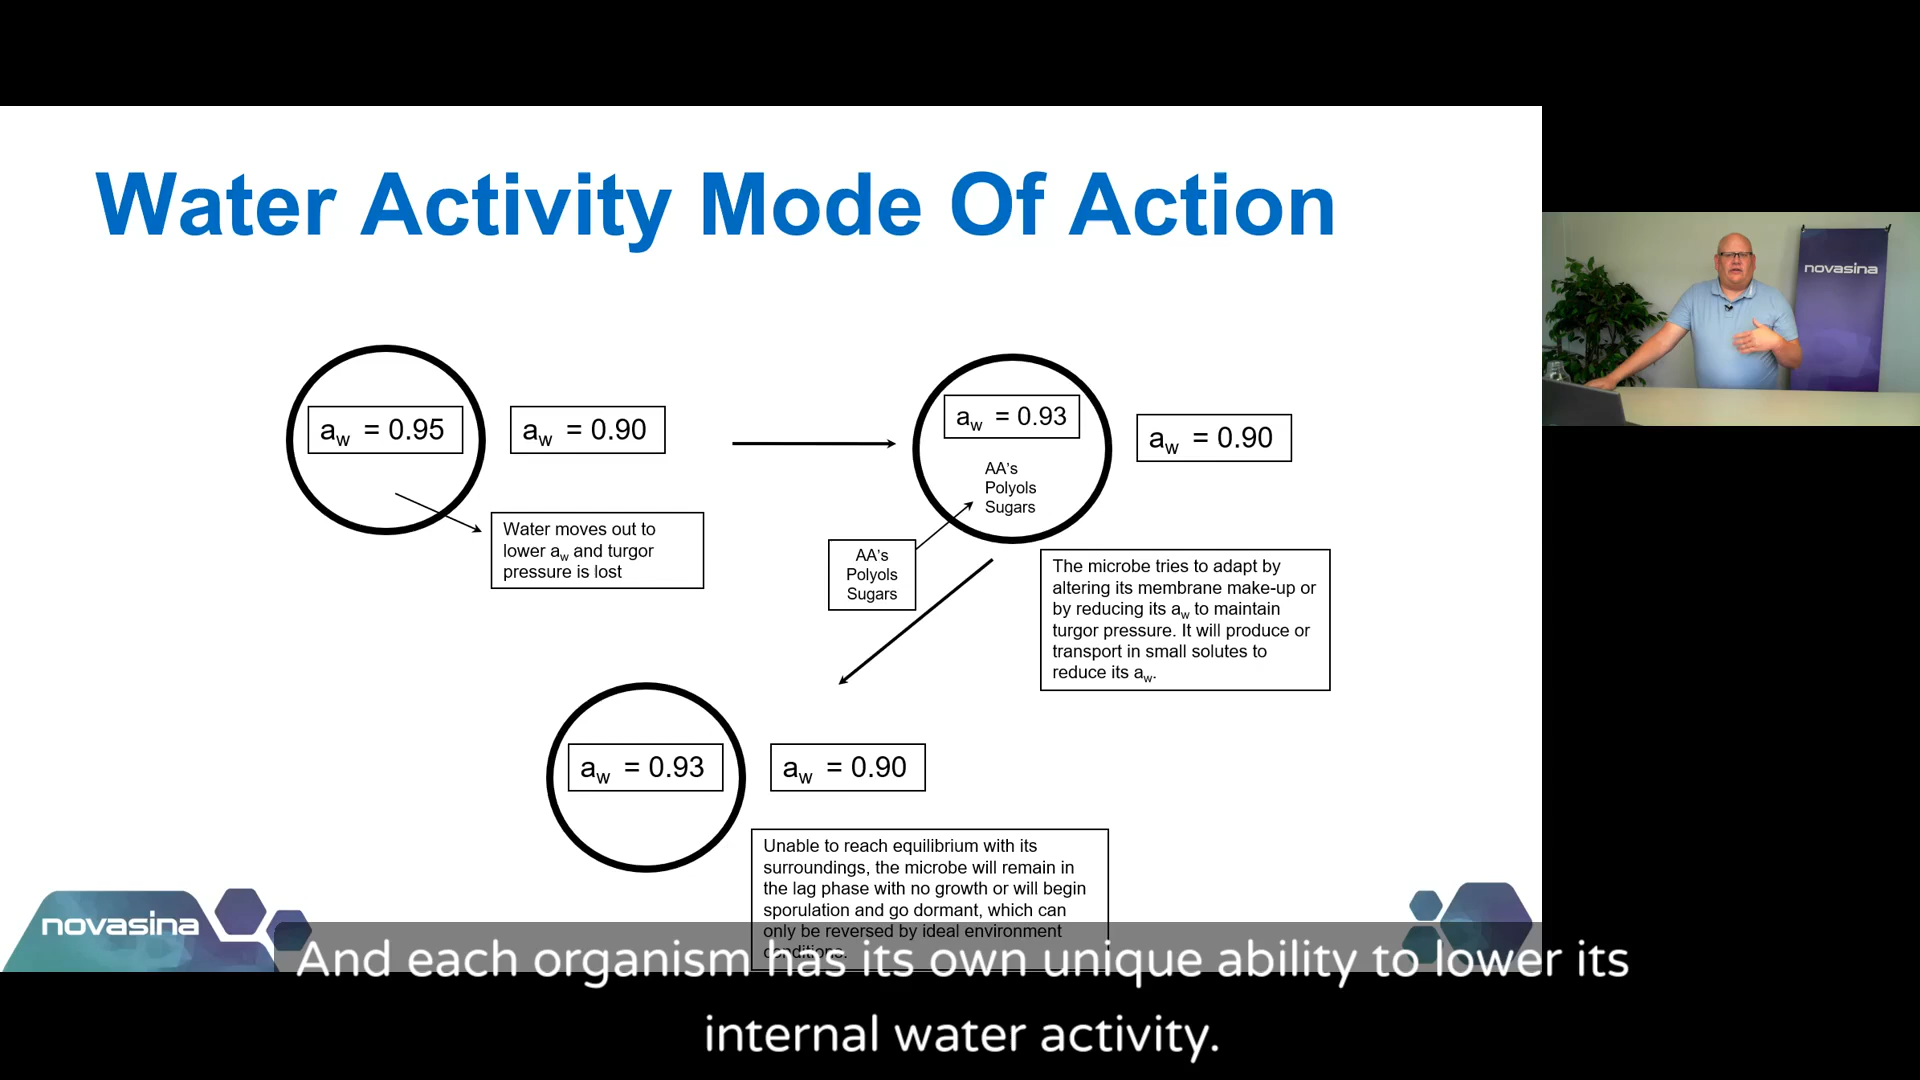 Water Activity Mode Of Action
novasina
aw = 0.95
aw = 0.90
Water moves out to
lower aw and turgor
pressure is lost
aw = 0.93
AA's
Polyols
Sugars
aw = 0.90
AA's
Polyols
Sugars
The microbe tries to adapt by
altering its membrane make-up or
by reducing its aw to maintain
turgor pressure. It will produce or
transport in small solutes to
reduce its aw.
aw = 0.93
aw = 0.90
Unable to reach equilibrium with its
surroundings, the microbe will remain in
the lag phase with no growth or will begin
sporulation and go dormant, which can
only be reversed by ideal environment
conditions.
novasina
And each organism has its own unique ability to lower its
internal water activity.